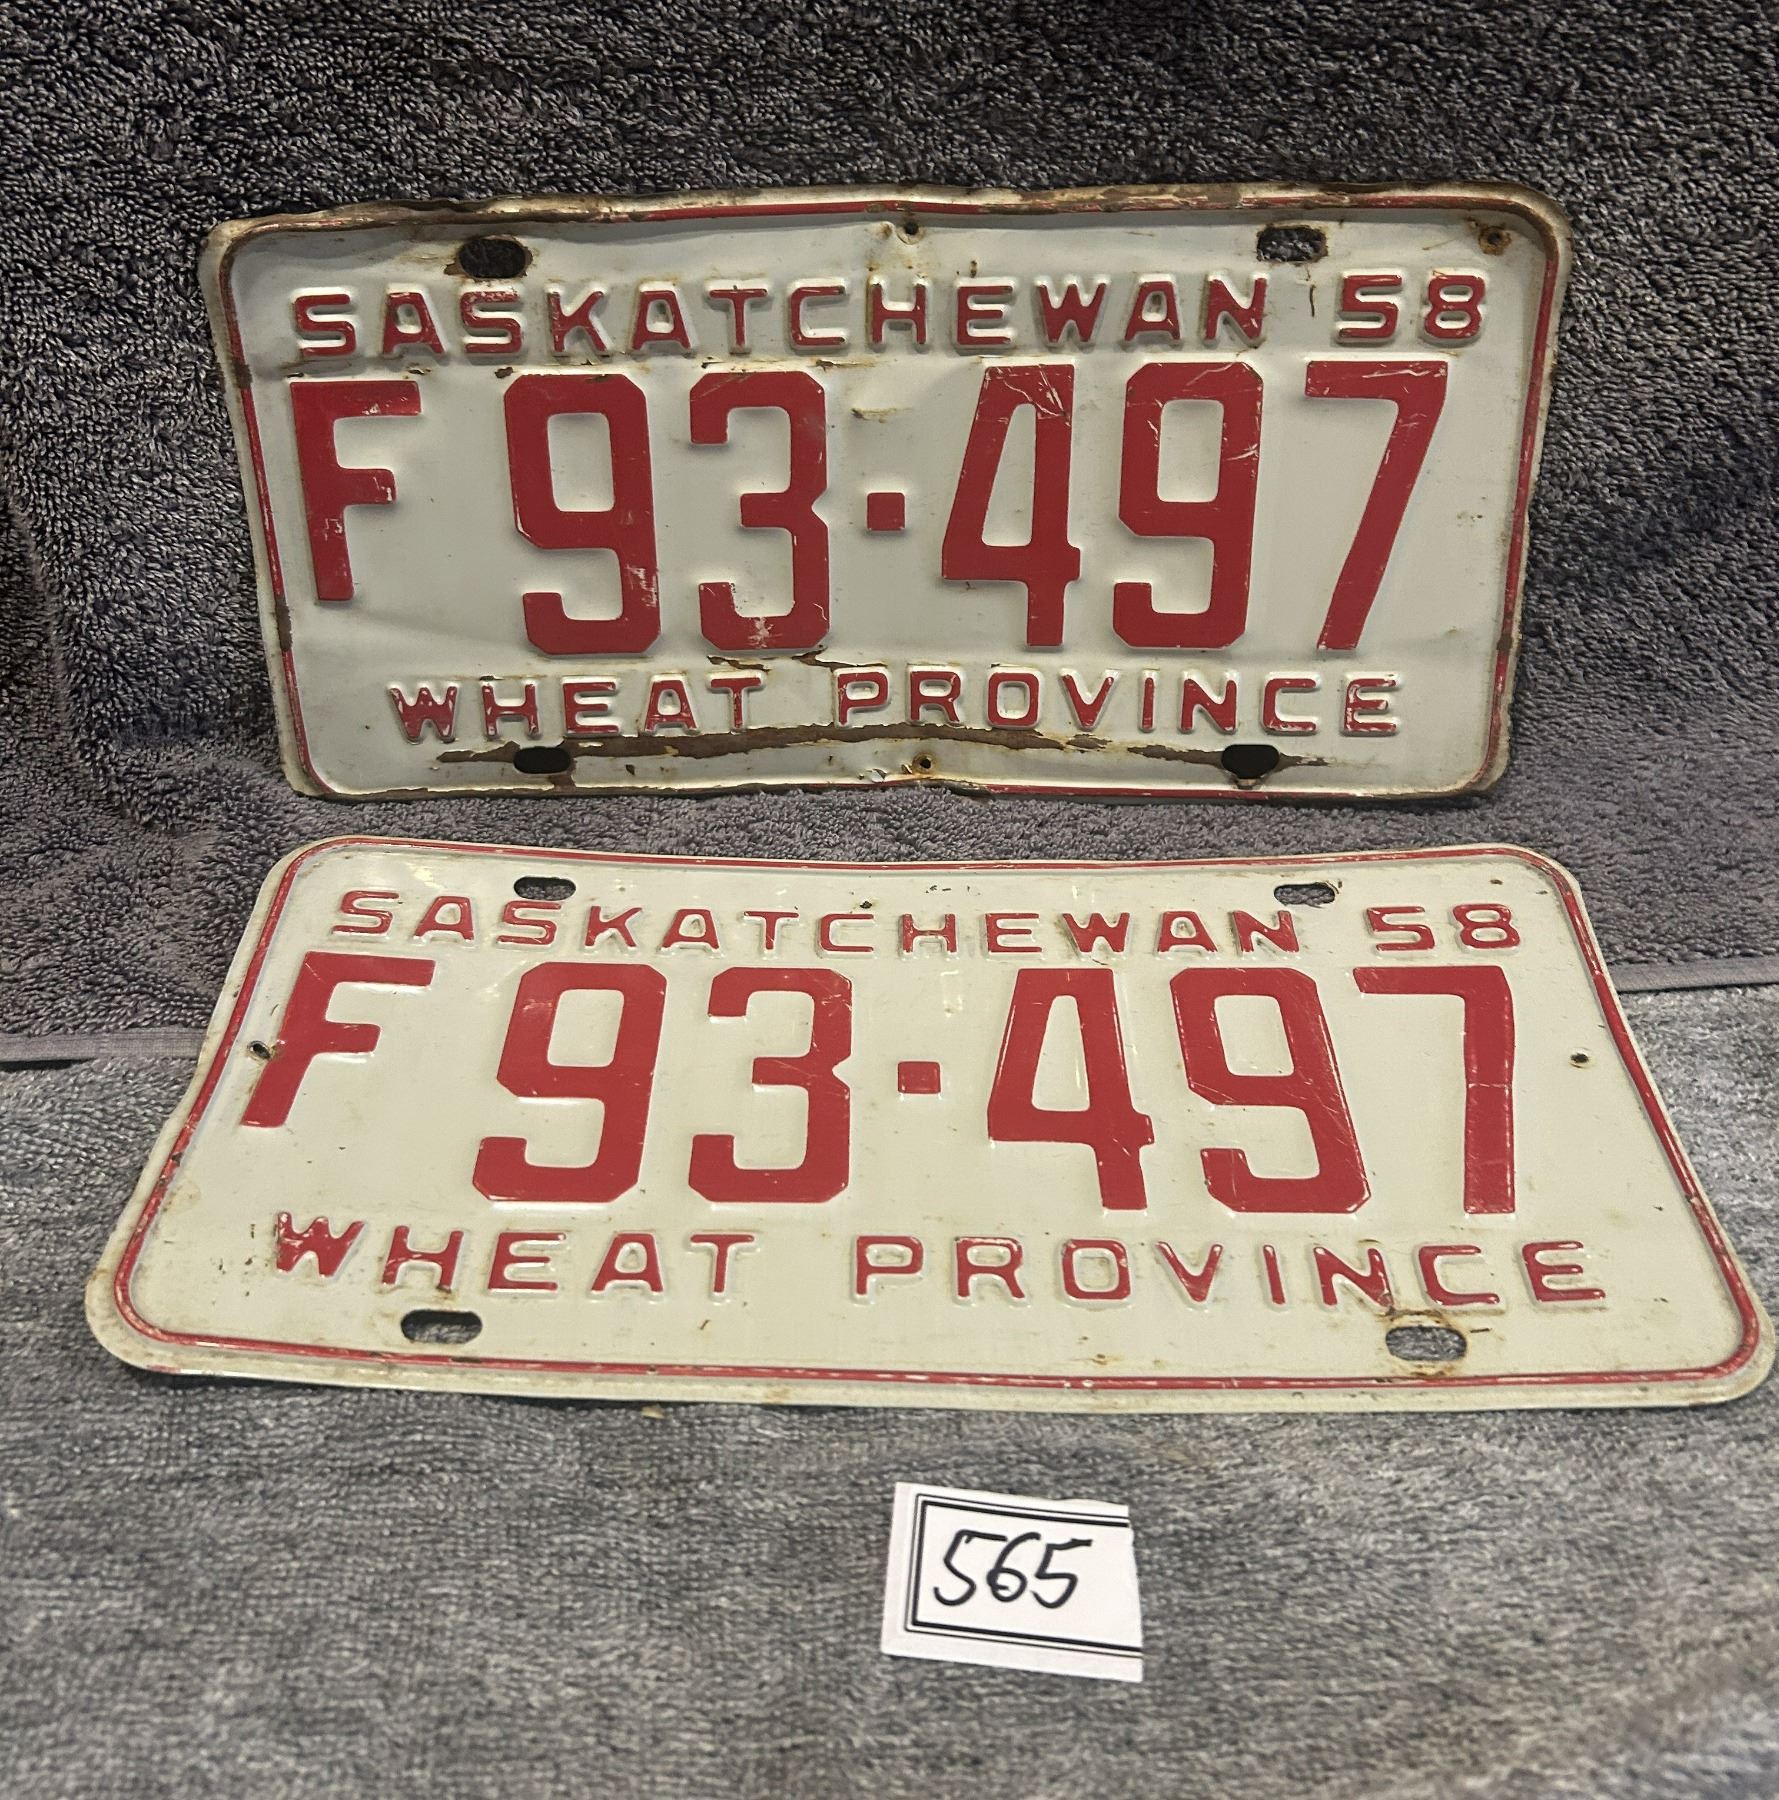 SASKATCHEWAN 58
F 93·497
WHEAT PROVINCE
SASKATCHEWAN 58
F 93·497
WHEAT PROVINCE
565